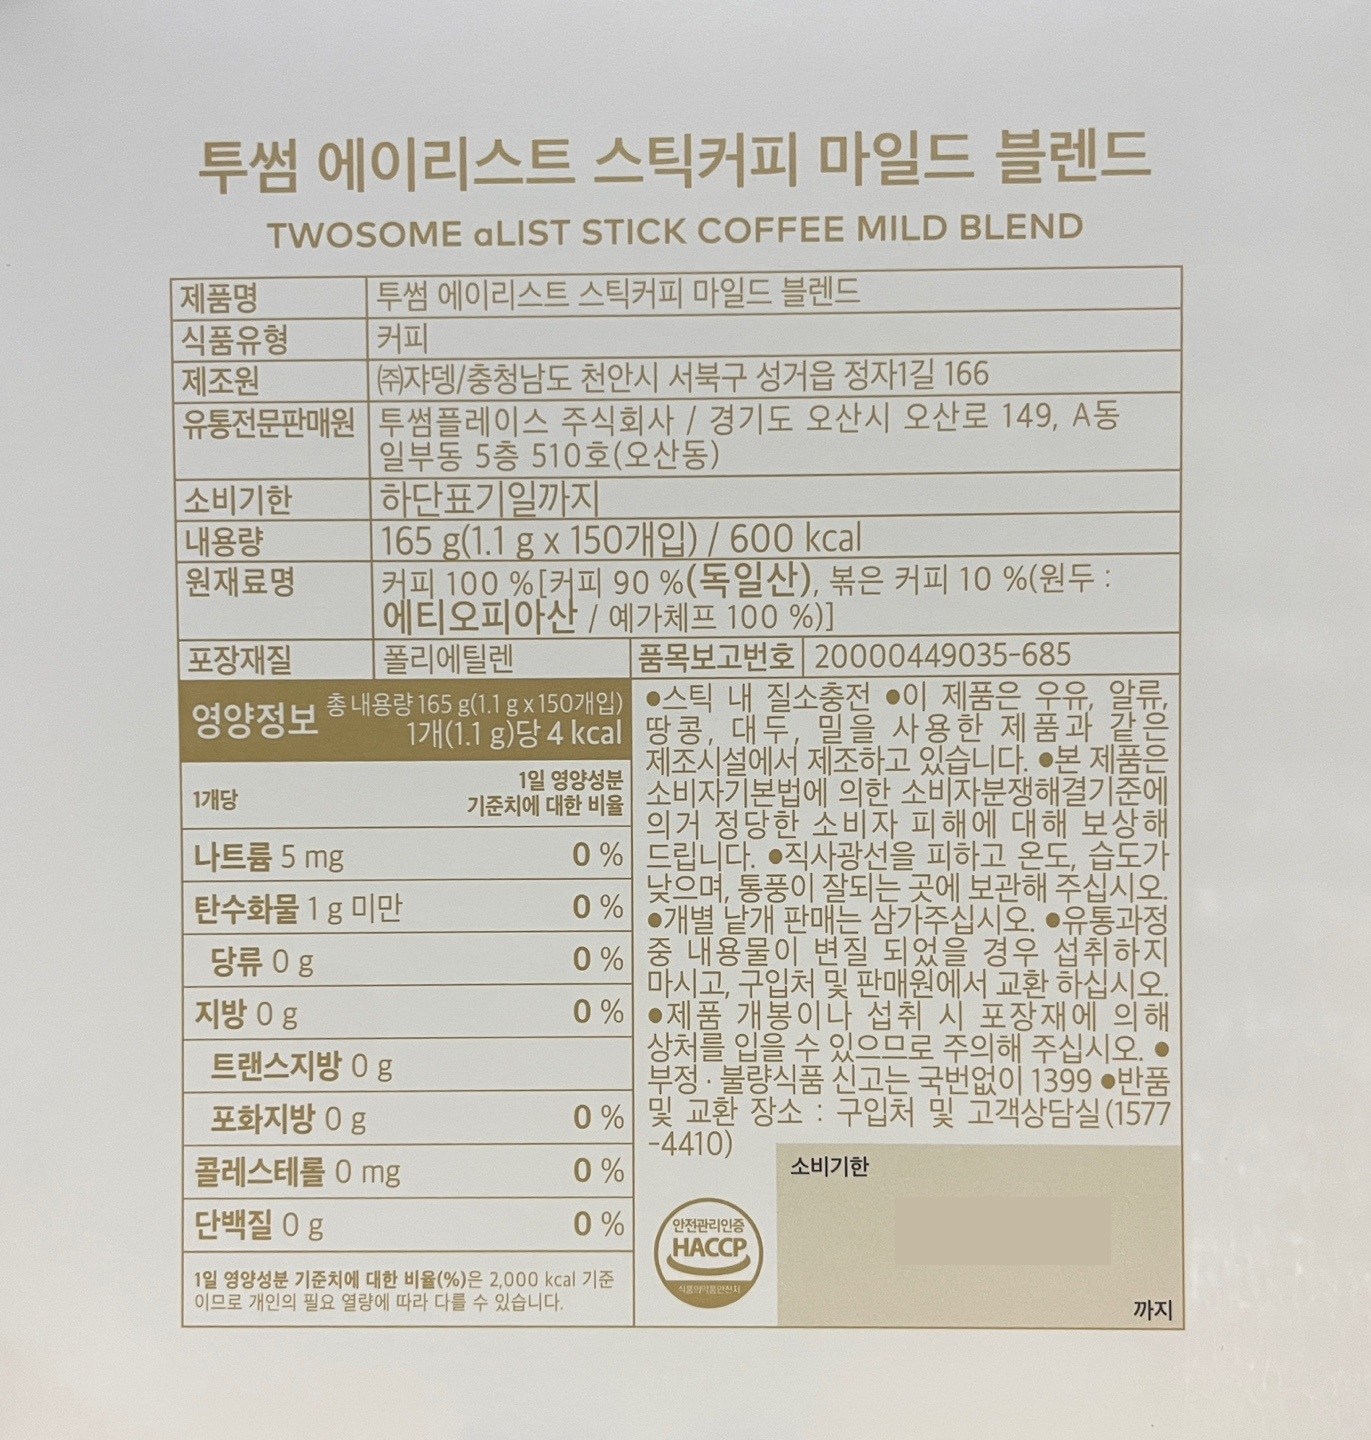 투썸 에이리스트 스틱커피 마일드 블렌드
TWOSOME aLIST STICK COFFEE MILD BLEND
제품명 투썸 에이리스트 스틱커피 마일드 블렌드
식품유형 커피
제조원 ㈜쟈뎅/충청남도 천안시 서북구 성거읍 정자1길 166
유통전문판매원 투썸플레이스 주식회사 / 경기도 오산시 오산로 149, A동
일부동 5층 510호(오산동)
소비기한 하단표기일까지
내용량 165 g(1.1 g x 150개입) / 600 kcal
원재료명 커피 100 %[커피 90 %(독일산), 볶은 커피 10 %(원두 :
에티오피아산 / 예가체프 100 %)]
포장재질 폴리에틸렌 품목보고번호 20000449035-685
영양정보 총 내용량 165 g(1.1 g x 150개입)
1개(1.1 g)당 4 kcal
1개당 1일 영양성분
기준치에 대한 비율
나트륨 5 mg 0 %
탄수화물 1 g 미만 0 %
당류 0 g 0 %
지방 0 g 0 %
트랜스지방 0 g
포화지방 0 g 0 %
콜레스테롤 0 mg 0 %
단백질 0 g 0 %
1일 영양성분 기준치에 대한 비율(%)은 2,000 kcal 기준
이므로 개인의 필요 열량에 따라 다를 수 있습니다.
●스틱 내 질소충전 ●이 제품은 우유, 알류,
땅콩, 대두, 밀을 사용한 제품과 같은
제조시설에서 제조하고 있습니다. ●본 제품은
소비자기본법에 의한 소비자분쟁해결기준에
의거 정당한 소비자 피해에 대해 보상해
드립니다. ●직사광선을 피하고 온도, 습도가
낮으며, 통풍이 잘되는 곳에 보관해 주십시오.
●개별 낱개 판매는 삼가주십시오. ●유통과정
중 내용물이 변질 되었을 경우 섭취하지
마시고, 구입처 및 판매원에서 교환 하십시오.
●제품 개봉이나 섭취 시 포장재에 의해
상처를 입을 수 있으므로 주의해 주십시오. ●
부정 · 불량식품 신고는 국번없이 1399 ●반품
및 교환 장소 : 구입처 및 고객상담실(1577
-4410)
안전관리인증
HACCP
식품의약품안전처
소비기한
까지